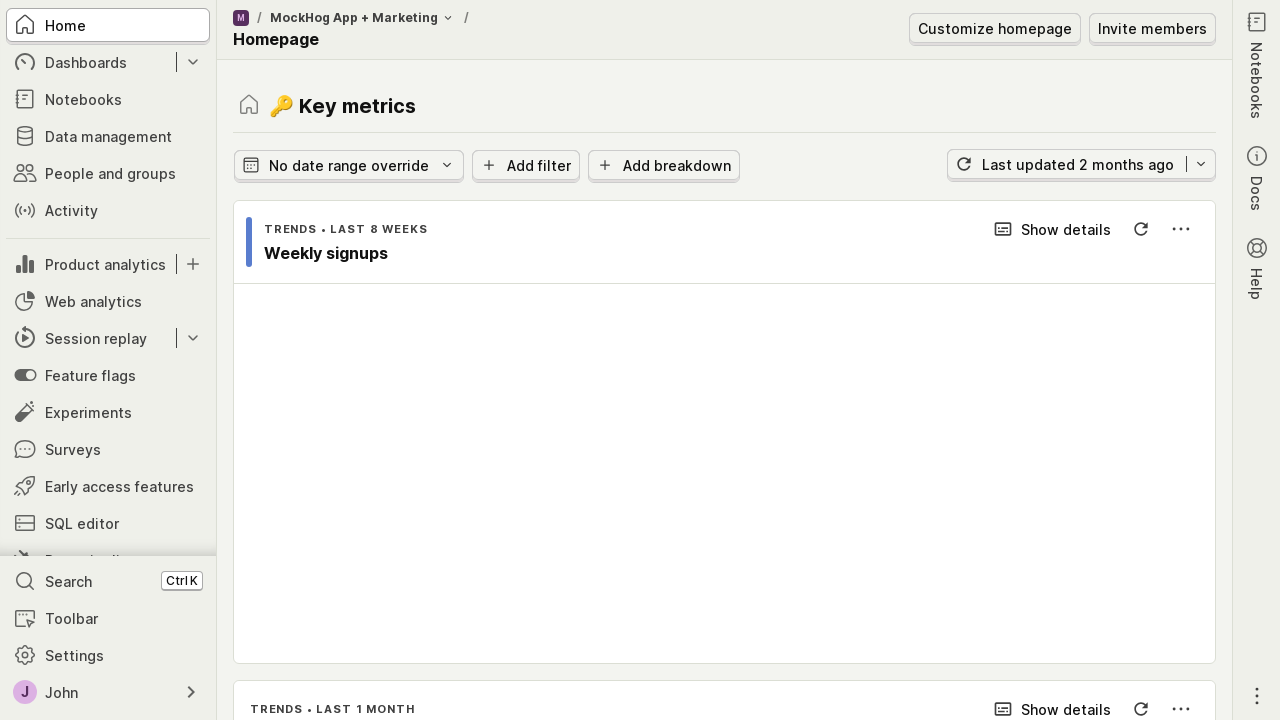 Home
Dashboards
Notebooks
Data management
People and groups
Activity
Product analytics
Web analytics
Session replay
Feature flags
Experiments
Surveys
Early access features
SQL editor
Search Ctrl K
Toolbar
Settings
J John
M / MockHog App + Marketing /
Homepage
Customize homepage
Invite members
🔑 Key metrics
No date range override
Add filter
Add breakdown
Last updated 2 months ago
TRENDS • LAST 8 WEEKS
Show details
Weekly signups
TRENDS • LAST 1 MONTH
Show details
Notebooks
Docs
Help